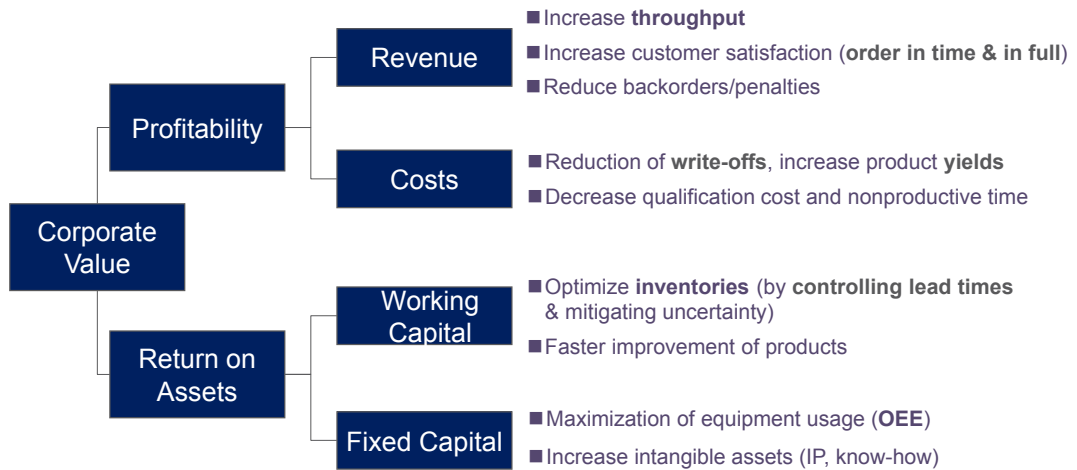 Corporate
Value
Profitability
Revenue
■Increase throughput
■Increase customer satisfaction (order in time & in full)
■Reduce backorders/penalties
Costs
■Reduction of write-offs, increase product yields
■Decrease qualification cost and nonproductive time
Return on
Assets
Working
Capital
■Optimize inventories (by controlling lead times
& mitigating uncertainty)
■Faster improvement of products
Fixed Capital
■Maximization of equipment usage (OEE)
■Increase intangible assets (IP, know-how)